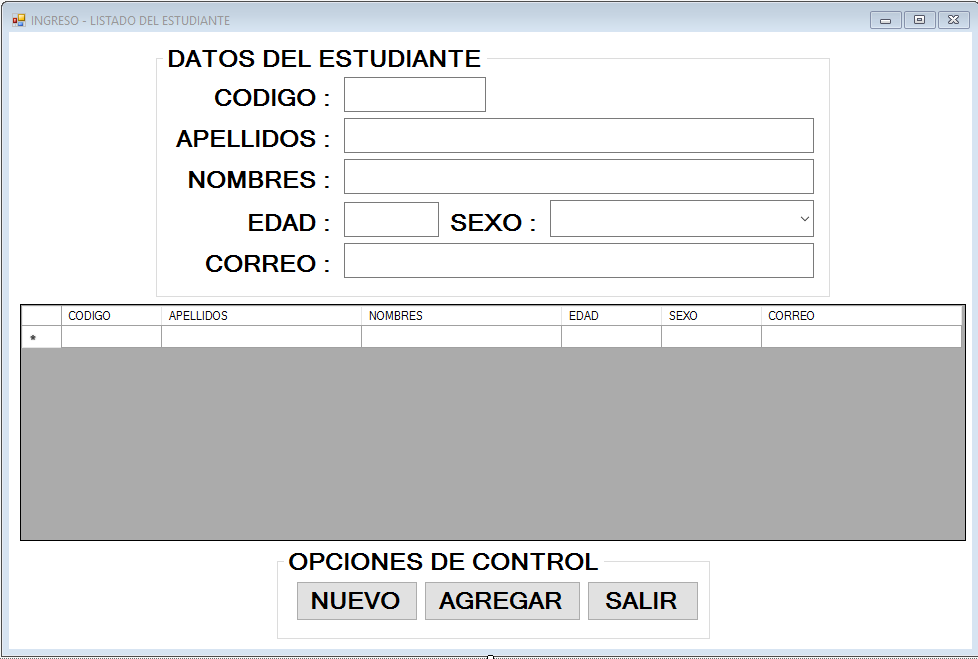 INGRESO - LISTADO DEL ESTUDIANTE
DATOS DEL ESTUDIANTE
CODIGO :
APELLIDOS :
NOMBRES :
EDAD : SEXO :
CORREO :
CODIGO APELLIDOS NOMBRES EDAD SEXO CORREO
*
OPCIONES DE CONTROL
NUEVO AGREGAR SALIR